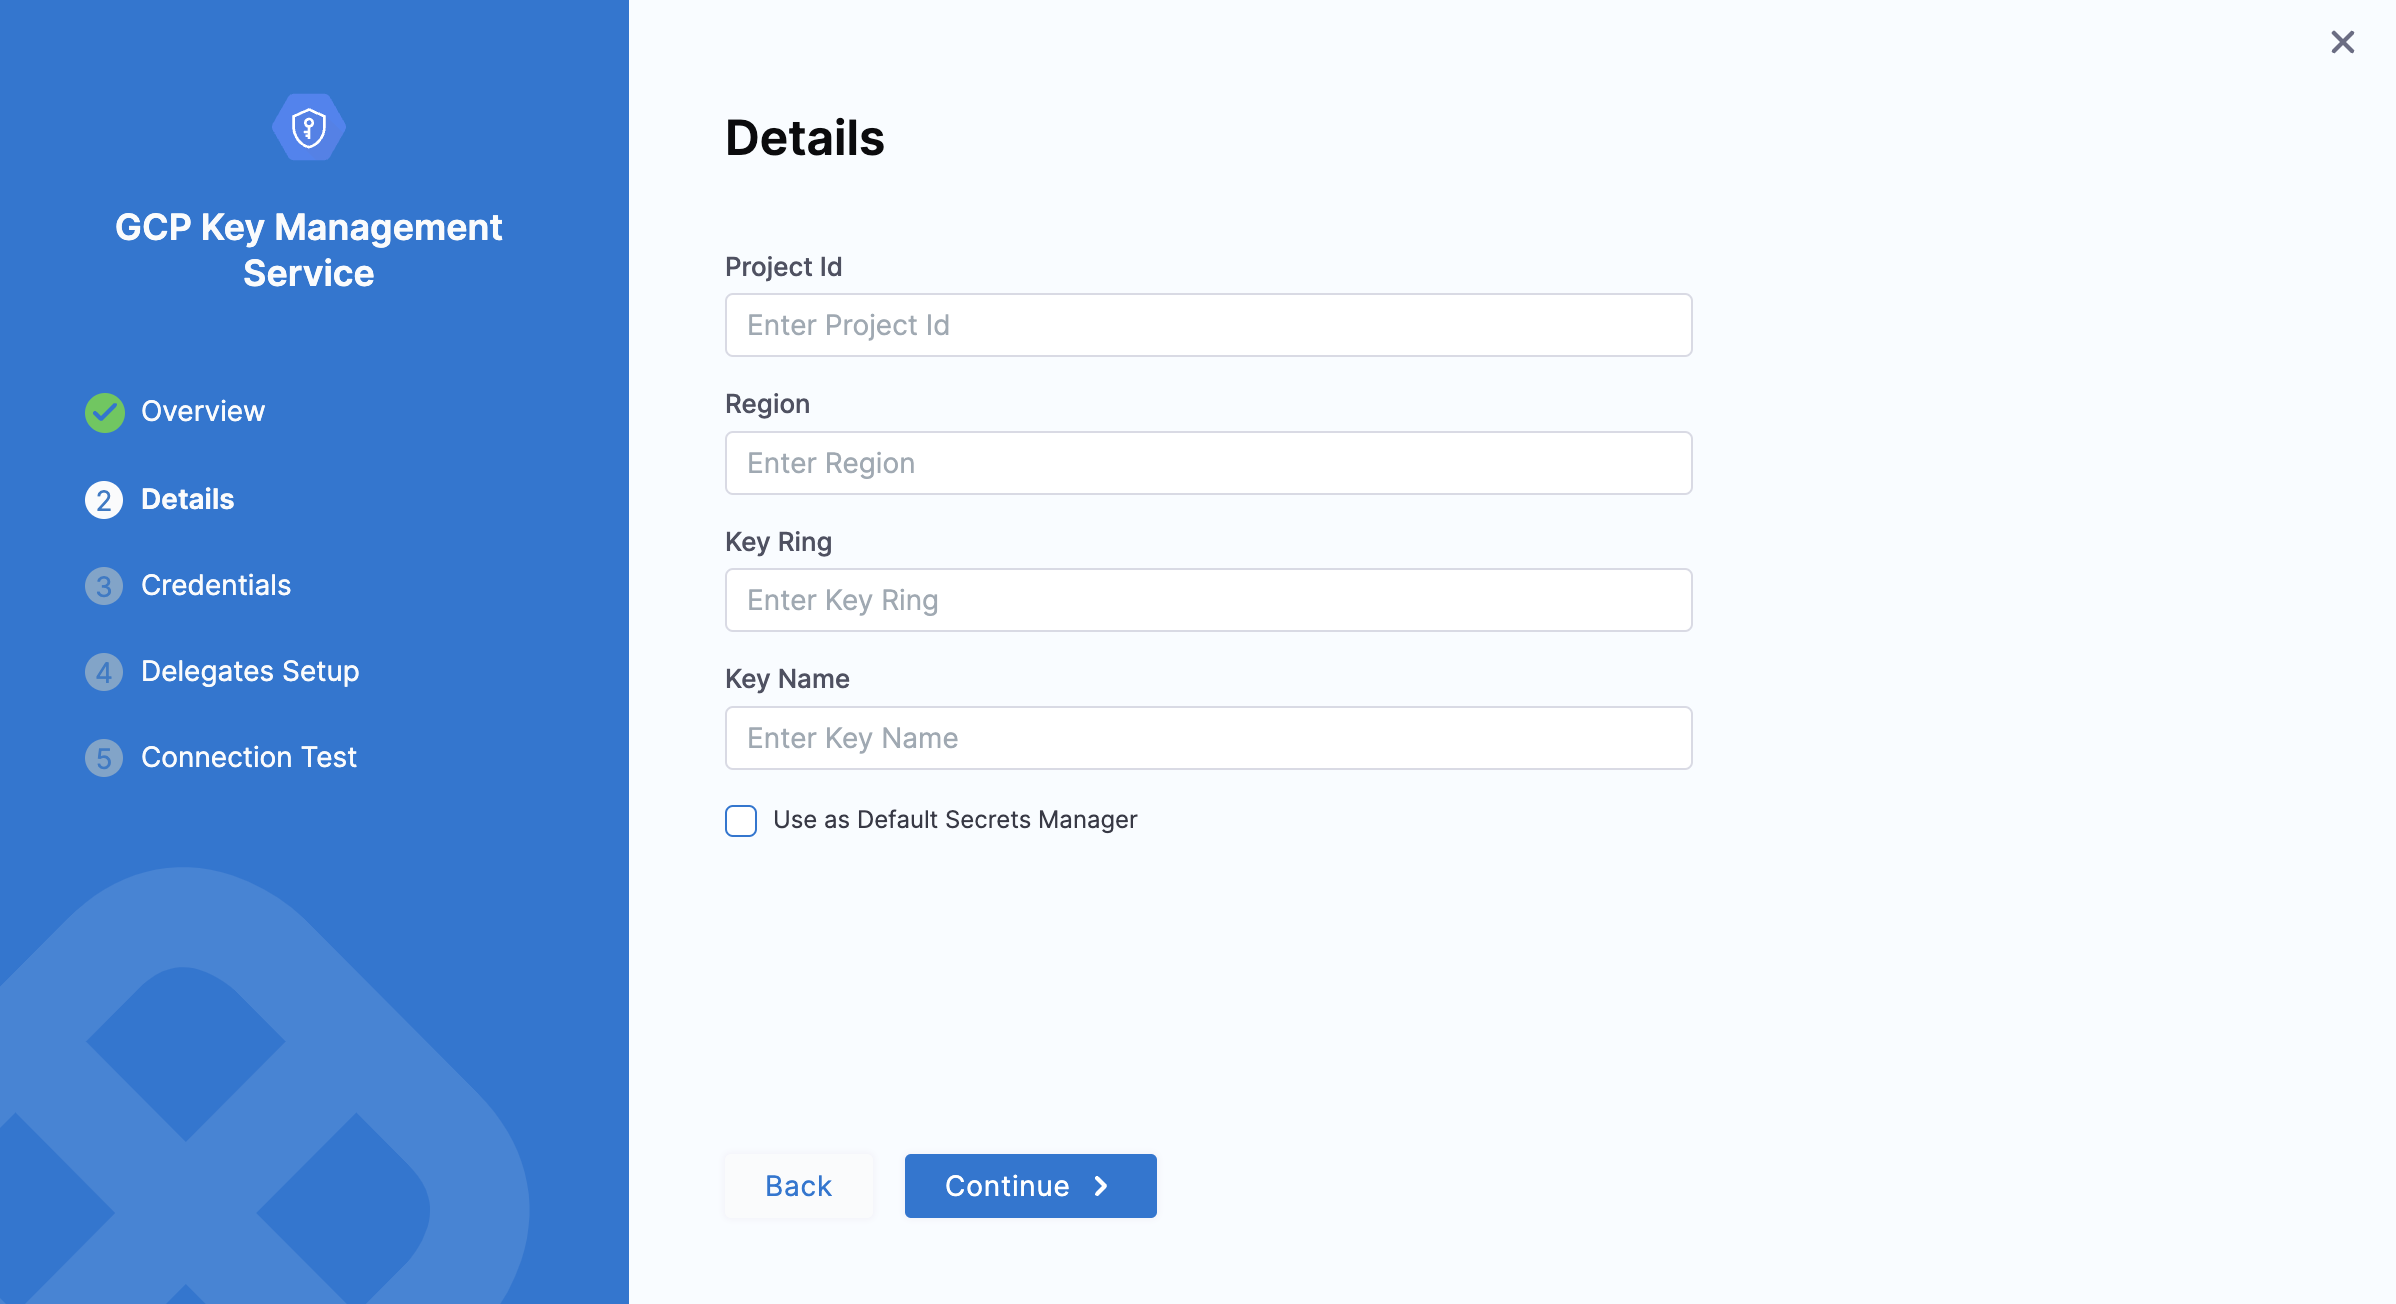 GCP Key Management
Service
Overview
2 Details
3 Credentials
4 Delegates Setup
5 Connection Test
Details
Project Id
Enter Project Id
Region
Enter Region
Key Ring
Enter Key Ring
Key Name
Enter Key Name
Use as Default Secrets Manager
Back
Continue